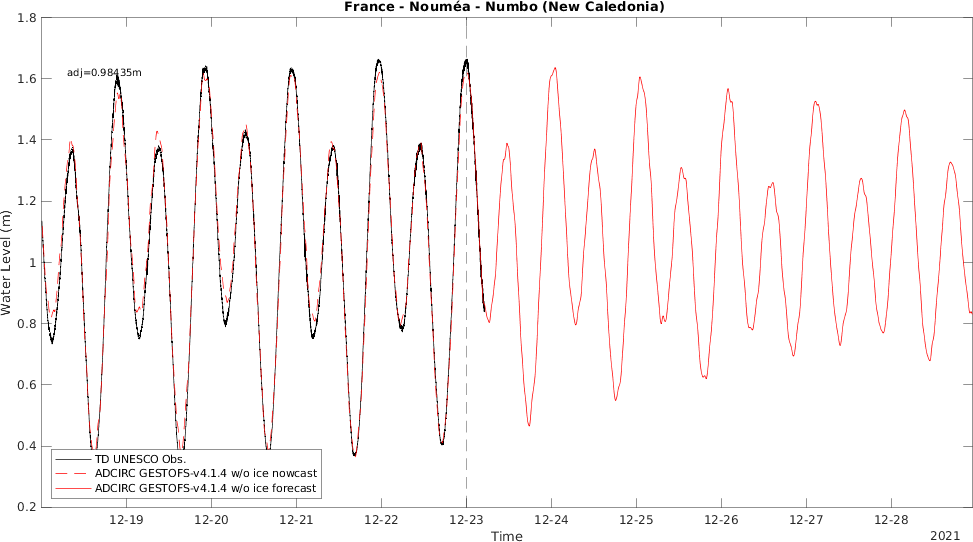 France - Nouméa - Numbo (New Caledonia)
1.8
1.6
1.4
1.2
1
0.8
0.6
0.4
0.2
Water Level (m)
adj=0.98435m
TD UNESCO Obs.
ADCIRC GESTOFS-v4.1.4 w/o ice nowcast
ADCIRC GESTOFS-v4.1.4 w/o ice forecast
12-19 12-20 12-21 12-22 12-23 12-24 12-25 12-26 12-27 12-28
Time
2021